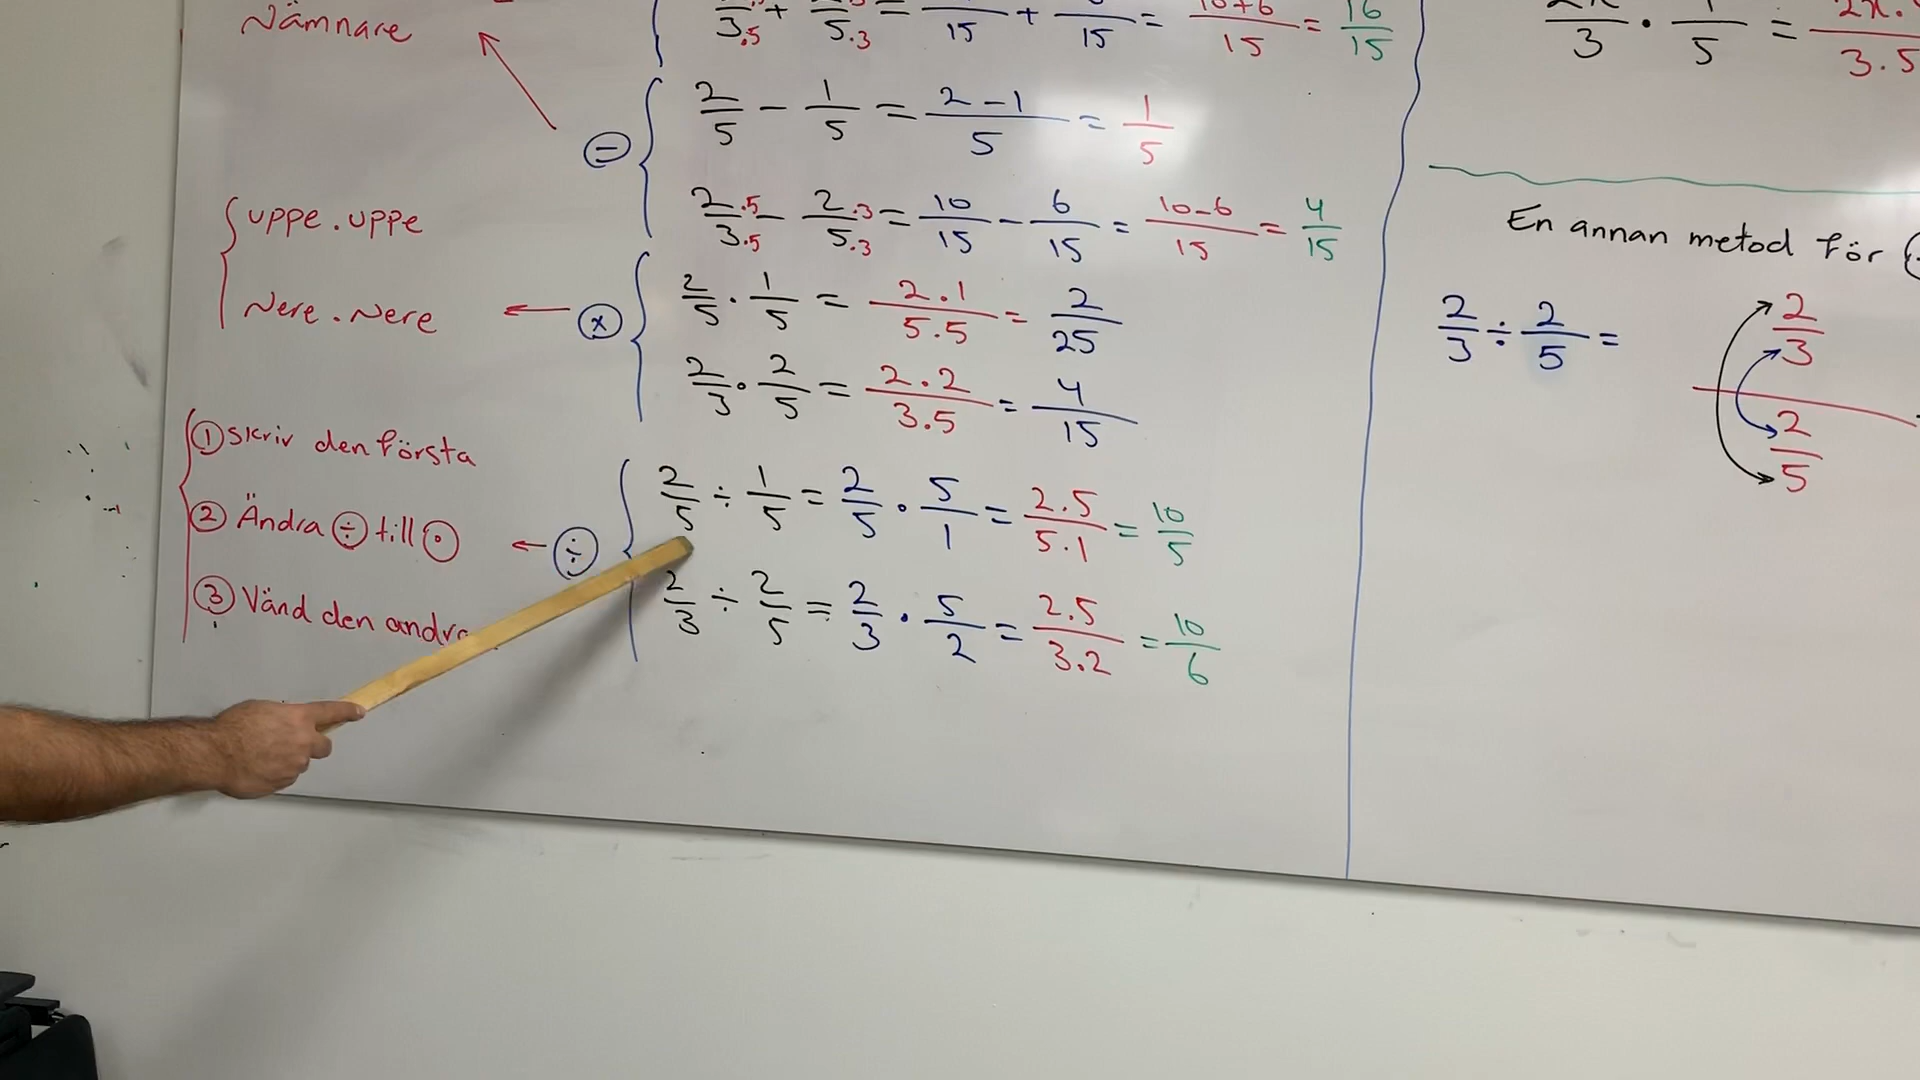 Nämnare
2/3 .5 + 2/5 .3 = /15 + /15 = 10+6/15 = 16/15
− 2/5 − 1/5 = 2−1/5 = 1/5
2.5/3.5 − 2.3/5.3 = 10/15 − 6/15 = 10−6/15 = 4/15
uppe . uppe
Nere . Nere
× 2/5 · 1/5 = 2.1/5.5 = 2/25
2/3 · 2/5 = 2.2/3.5 = 4/15
① Skriv den första
② Ändra ÷ till ·
③ Vänd den andra
÷ 2/5 ÷ 1/5 = 2/5 · 5/1 = 2.5/5.1 = 10/5
2/3 ÷ 2/5 = 2/3 · 5/2 = 2.5/3.2 = 10/6
/3 · /5 = /3.5
En annan metod för
2/3 ÷ 2/5 =
2/3
2/5